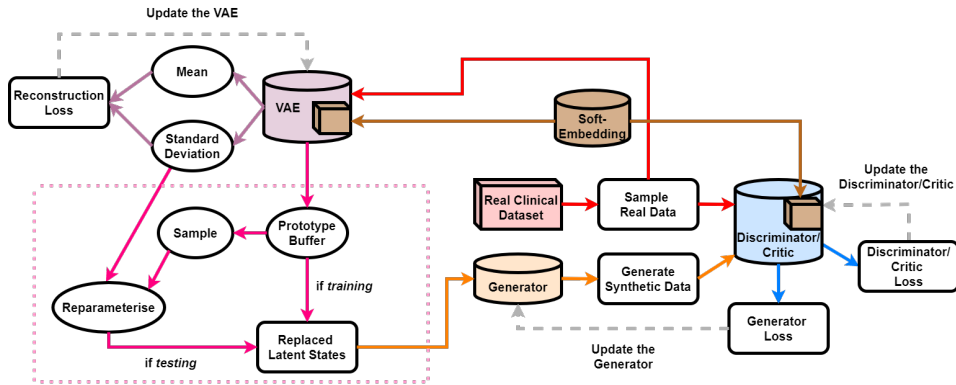 Update the VAE
Mean
Reconstruction
Loss
VAE
Standard
Deviation
Soft-
Embedding
Update the
Discriminator/Critic
Real Clinical
Dataset
Sample
Real Data
Sample
Prototype
Buffer
Discriminator/
Critic
Discriminator/
Critic
Loss
Reparameterise
if training
Generator
Generate
Synthetic Data
Replaced
Latent States
if testing
Generator
Loss
Update the
Generator